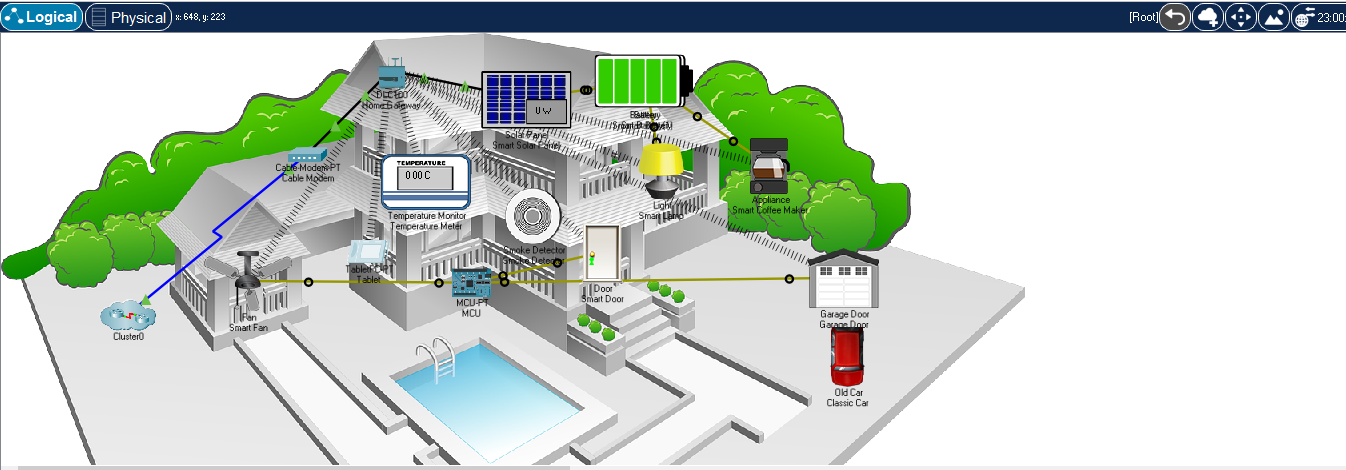 Logical
Physical
x: 648, y: 223
[Root]
23:00:
DLC100
Home Gateway
0 W
Solar Panel
Smart Solar Panel
Battery
Cable-Modem-PT
Cable Modem
TEMPERATURE
0.00 C
Temperature Monitor
Temperature Meter
Light
Smart Lamp
Appliance
Smart Coffee Maker
Smoke Detector
Smoke Detector
TabletPC-PT
Tablet
MCU-PT
MCU
Door
Smart Door
Fan
Smart Fan
Cluster0
Garage Door
Garage Door
Old Car
Classic Car